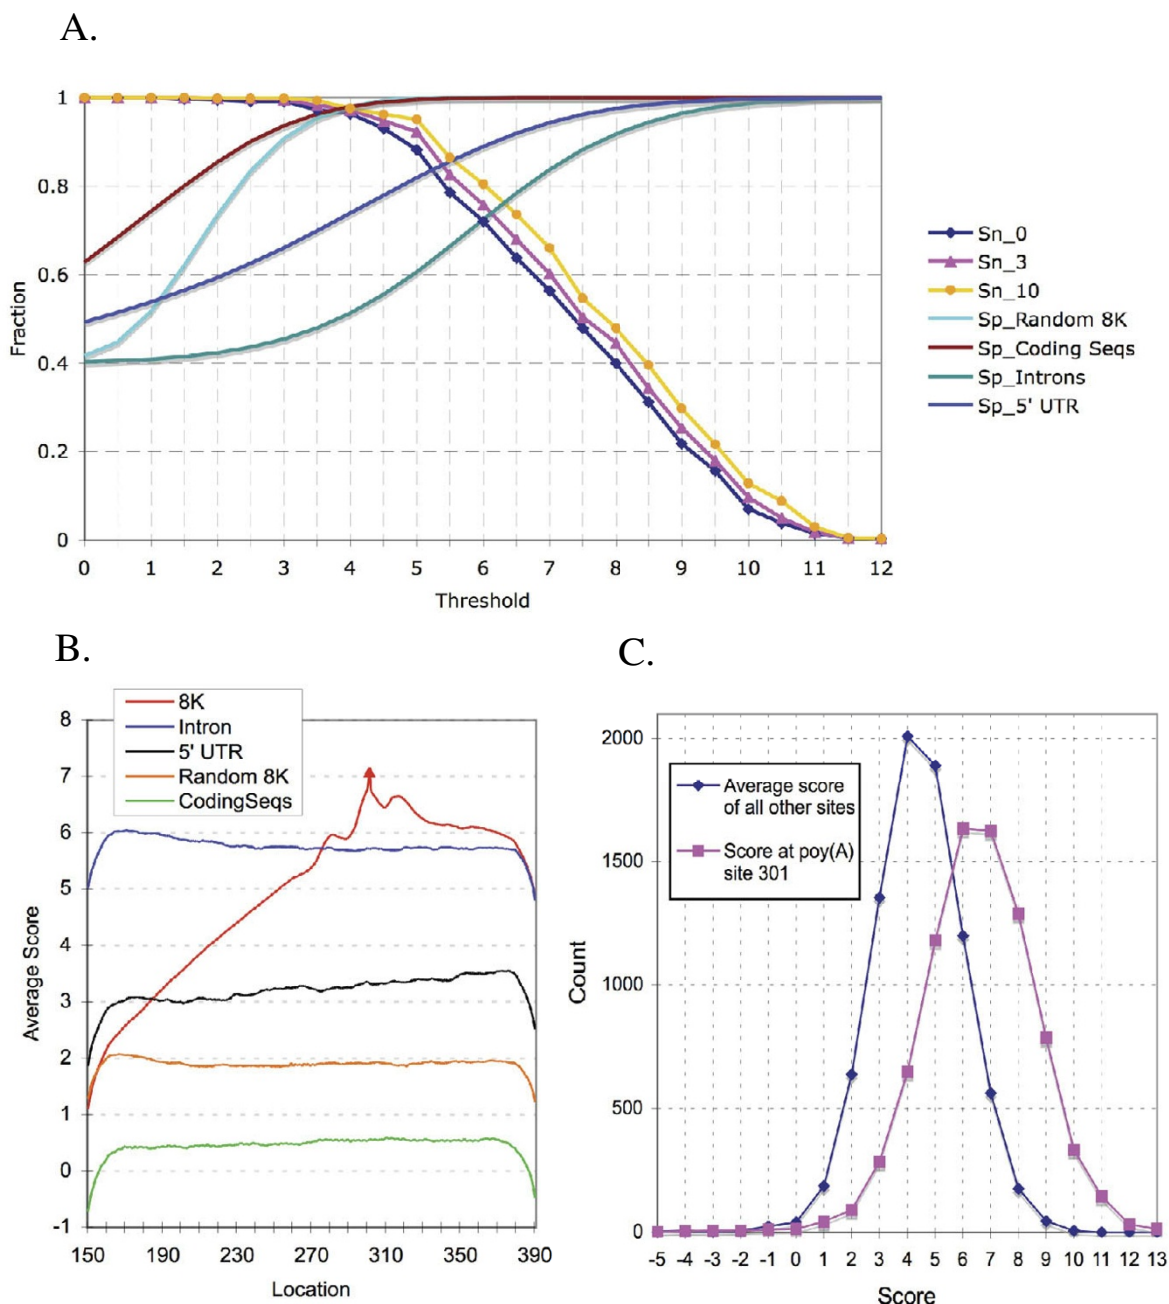 A.
1
0.8
0.6
0.4
0.2
0
Fraction
0 1 2 3 4 5 6 7 8 9 10 11 12
Threshold
Sn_0
Sn_3
Sn_10
Sp_Random 8K
Sp_Coding Seqs
Sp_Introns
Sp_5' UTR
B.
8K
Intron
5' UTR
Random 8K
CodingSeqs
8
7
6
5
4
3
2
1
0
-1
Average Score
150 190 230 270 310 350 390
Location
C.
Average score
of all other sites
Score at poy(A)
site 301
2000
1500
1000
500
0
Count
-5 -4 -3 -2 -1 0 1 2 3 4 5 6 7 8 9 10 11 12 13
Score